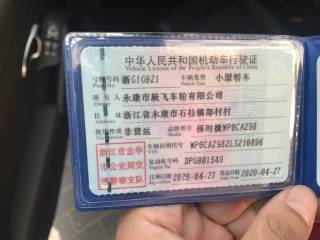 中华人民共和国机动车行驶证
Vehicle License of the People's Republic of China
号牌号码 浙G1G8Z1 车辆类型 小型轿车
所有人 永康市跃飞车轮有限公司
住址 浙江省永康市石柱镇郎村村
使用性质 非营运 品牌型号 保时捷WP0CA298
浙江省金华
市公安局交
通警察支队
车辆识别代号 WP0CA298ZLS210896
发动机号码 DPG001549
注册日期 2020-04-27 发证日期 2020-04-27